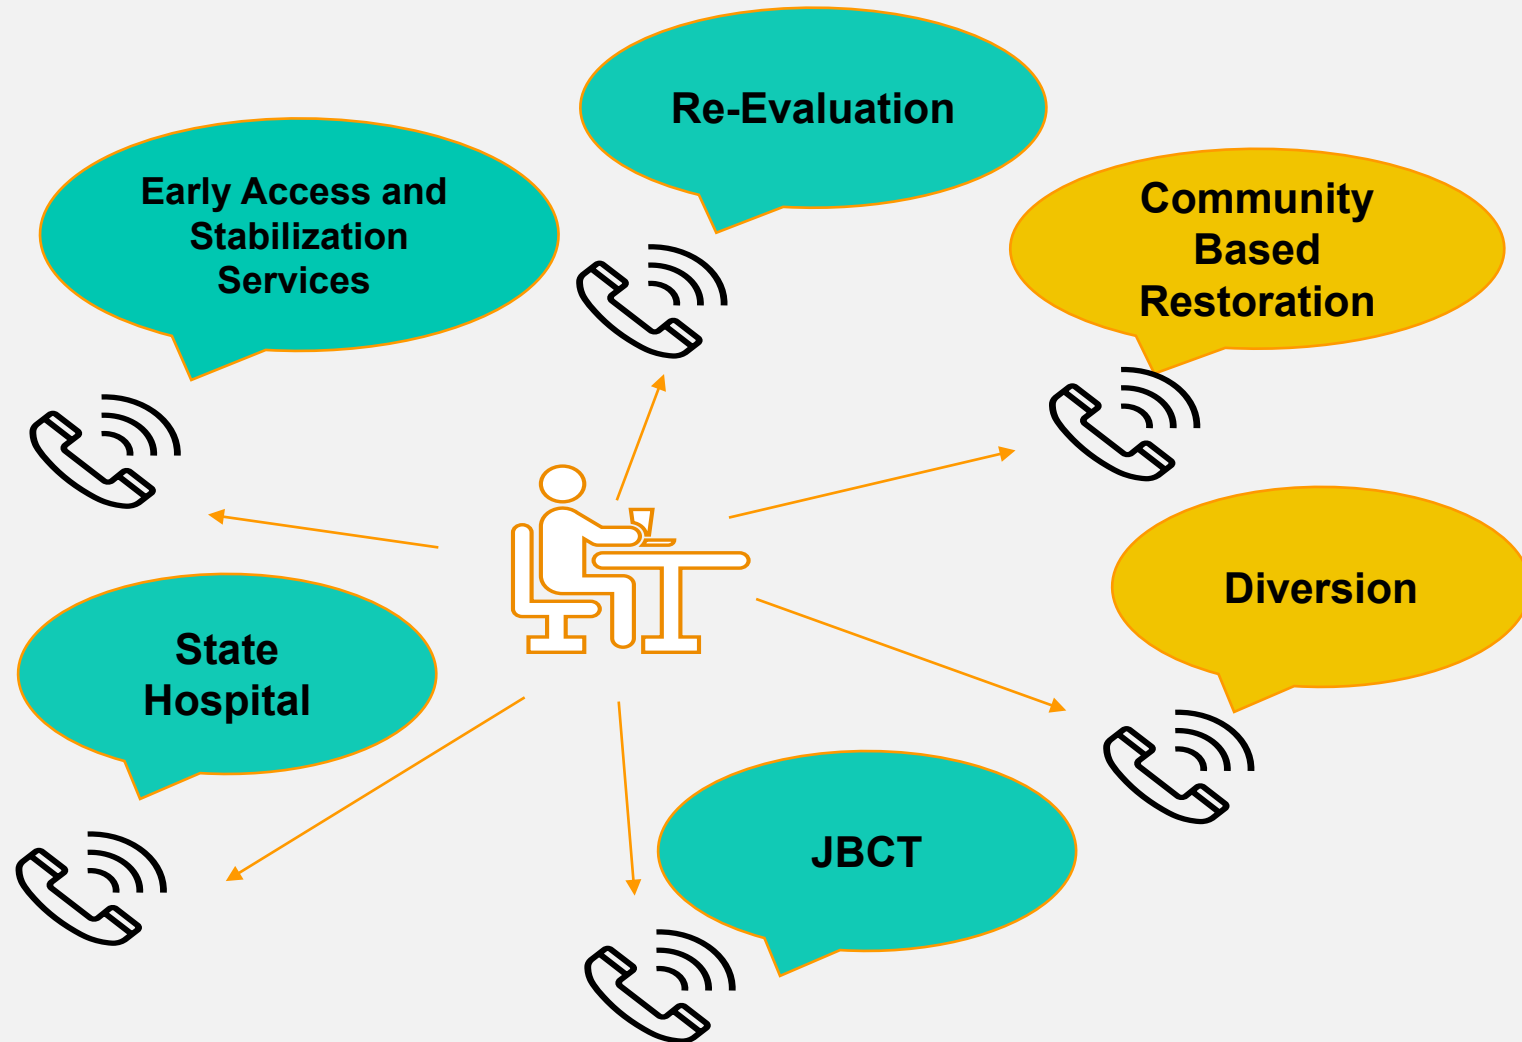 Re-Evaluation
Early Access and
Stabilization
Services
Community
Based
Restoration
Diversion
State
Hospital
JBCT